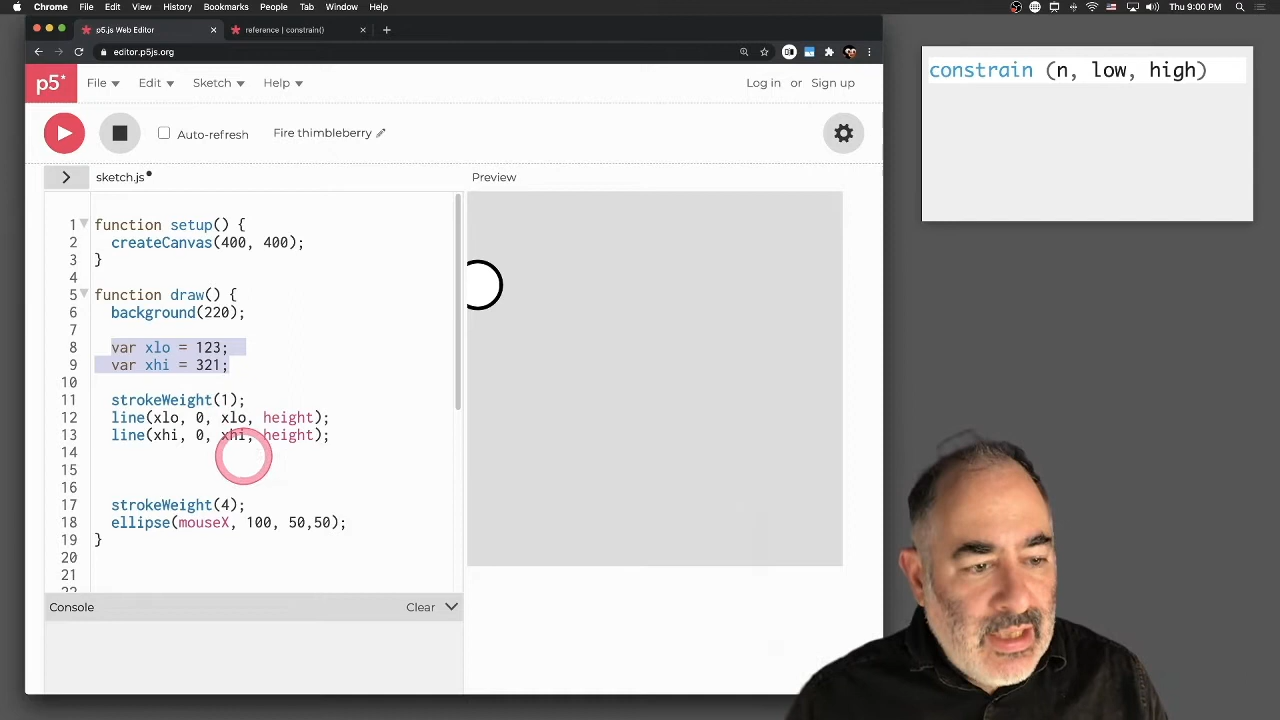 Chrome File Edit View History Bookmarks People Tab Window Help Thu 9:00 PM
p5.js Web Editor reference | constrain()
editor.p5js.org
p5* File Edit Sketch Help Log in or Sign up
Auto-refresh Fire thimbleberry
sketch.js Preview
1 function setup() {
2 createCanvas(400, 400);
3 }
4
5 function draw() {
6 background(220);
7
8 var xlo = 123;
9 var xhi = 321;
10
11 strokeWeight(1);
12 line(xlo, 0, xlo, height);
13 line(xhi, 0, xhi, height);
14
15
16
17 strokeWeight(4);
18 ellipse(mouseX, 100, 50,50);
19 }
20
21
22
Console Clear
constrain (n, low, high)